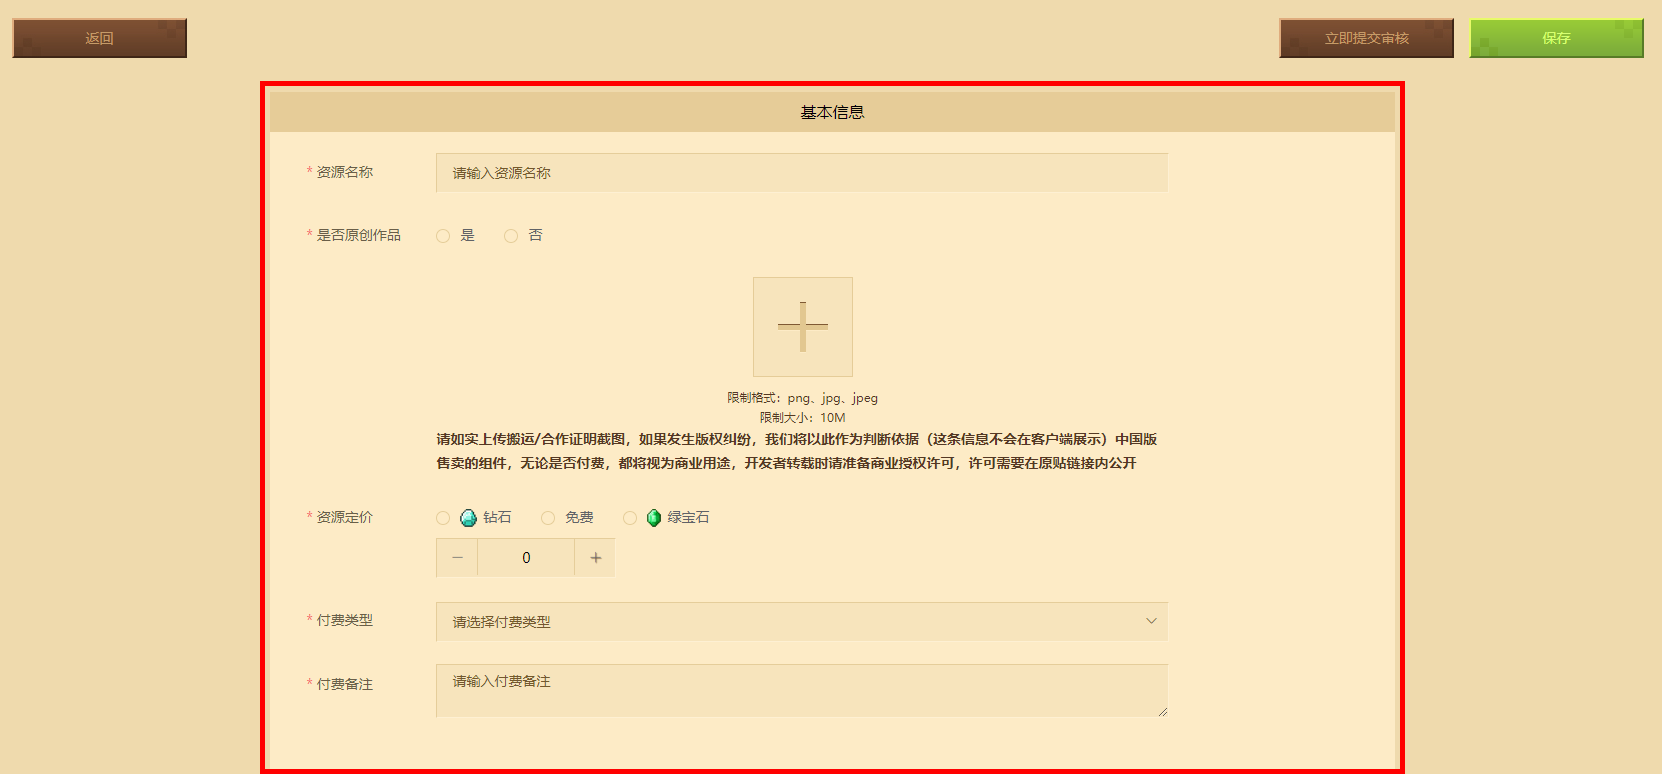 返回
立即提交审核
保存
基本信息
* 资源名称
请输入资源名称
* 是否原创作品
是
否
限制格式：png、jpg、jpeg
限制大小：10M
请如实上传搬运/合作证明截图，如果发生版权纠纷，我们将以此作为判断依据（这条信息不会在客户端展示）中国版
售卖的组件，无论是否付费，都将视为商业用途，开发者转载时请准备商业授权许可，许可需要在原贴链接内公开
* 资源定价
钻石
免费
绿宝石
− 0 +
* 付费类型
请选择付费类型
* 付费备注
请输入付费备注